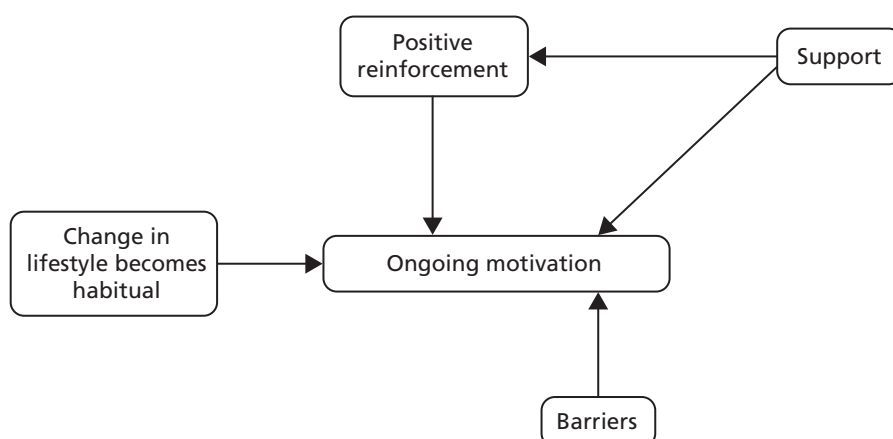 Positive
reinforcement
Support
Change in
lifestyle becomes
habitual
Ongoing motivation
Barriers